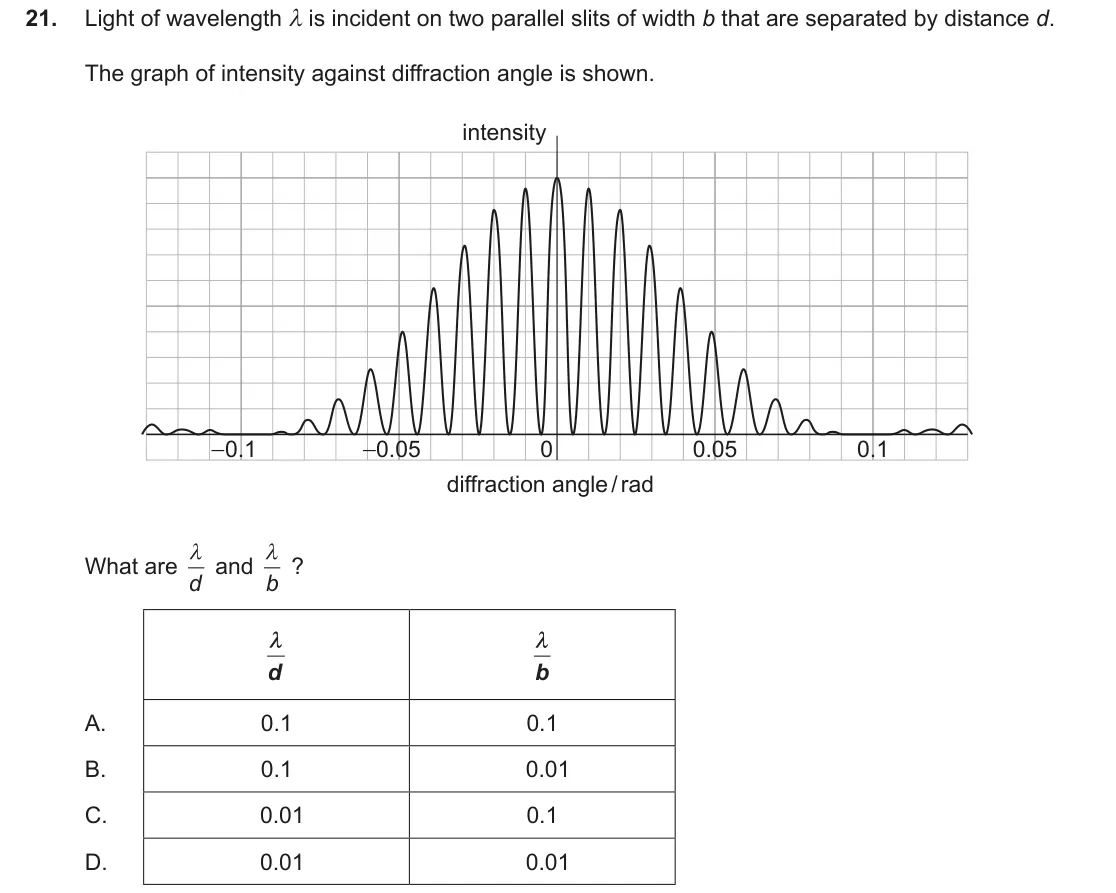 21. Light of wavelength λ is incident on two parallel slits of width b that are separated by distance d.
The graph of intensity against diffraction angle is shown.
intensity
–0.1 –0.05 0 0.05 0.1
diffraction angle / rad
What are λ/d and λ/b ?
λ/d λ/b
A. 0.1 0.1
B. 0.1 0.01
C. 0.01 0.1
D. 0.01 0.01